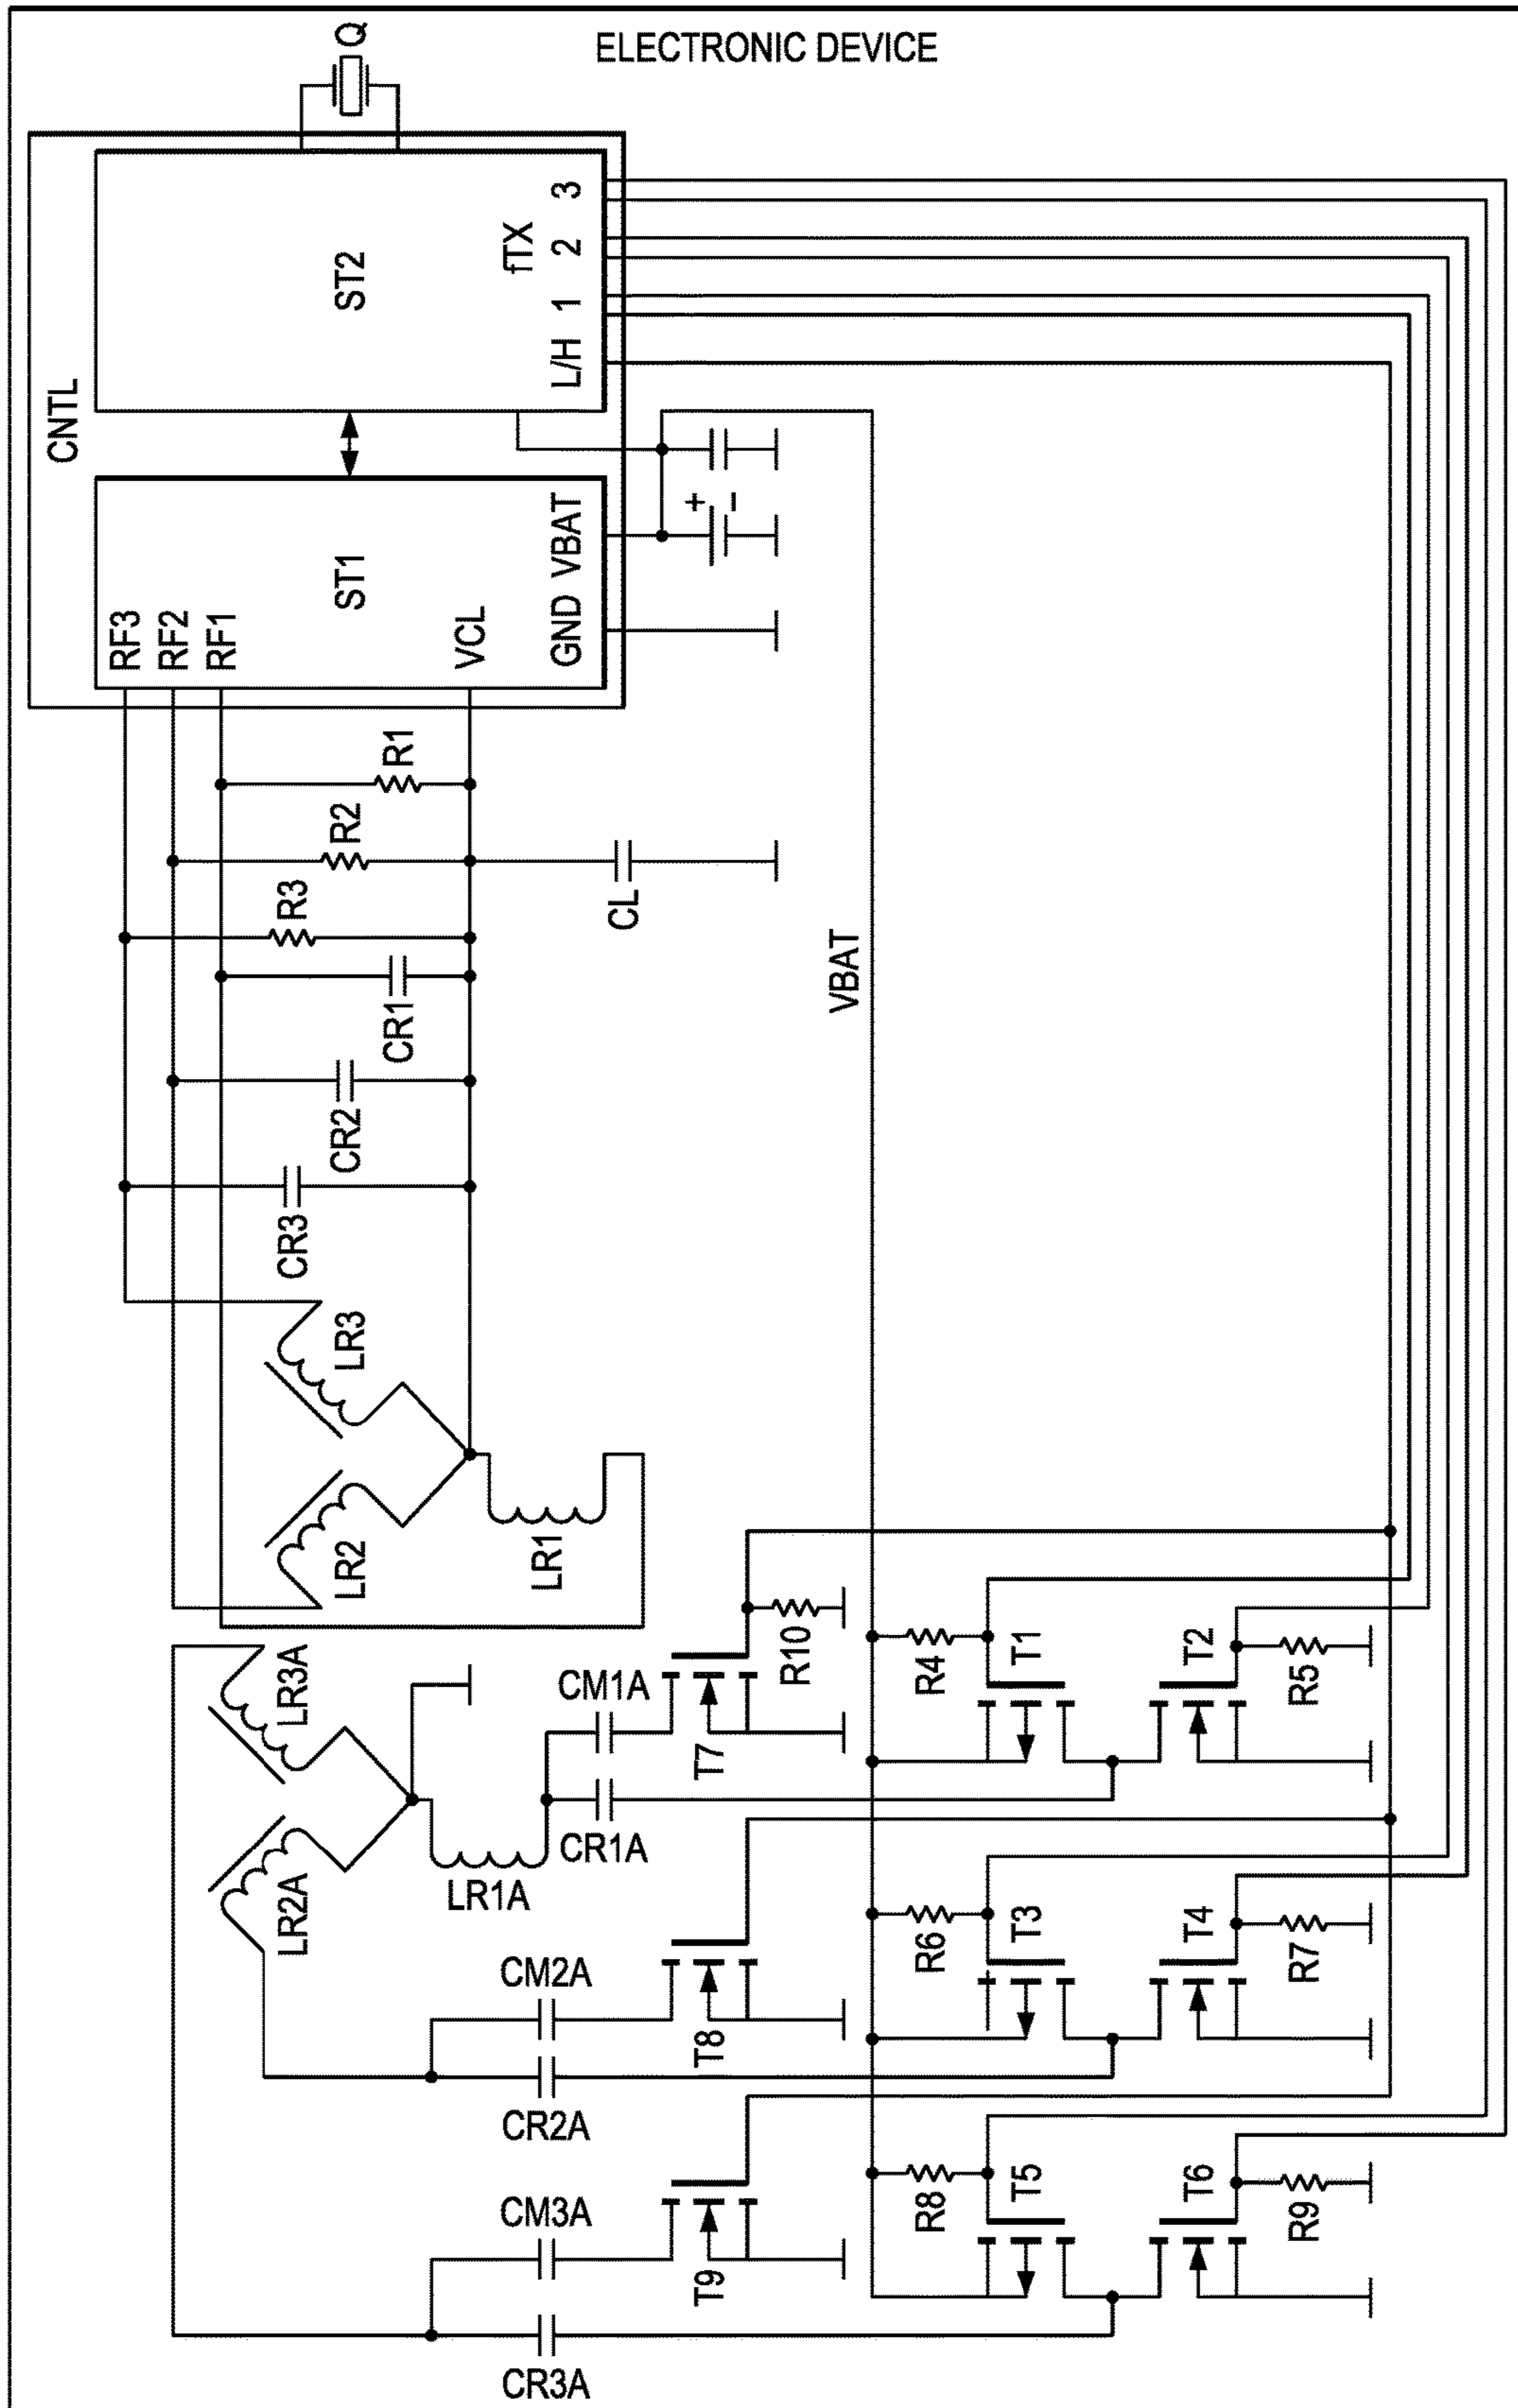 ELECTRONIC DEVICE
Q
CNTL
ST2
fTX
L/H 1 2 3
ST1
RF3
RF2
RF1
VCL
GND VBAT
+
−
R1
R2
R3
CL
CR1
CR2
CR3
VBAT
LR3
LR2
LR1
LR3A
LR2A
LR1A
CM1A
CR1A
T7
R10
R4
T1
T2
R5
CM2A
CR2A
T8
R6
T3
T4
R7
CM3A
CR3A
T9
R8
T5
T6
R9